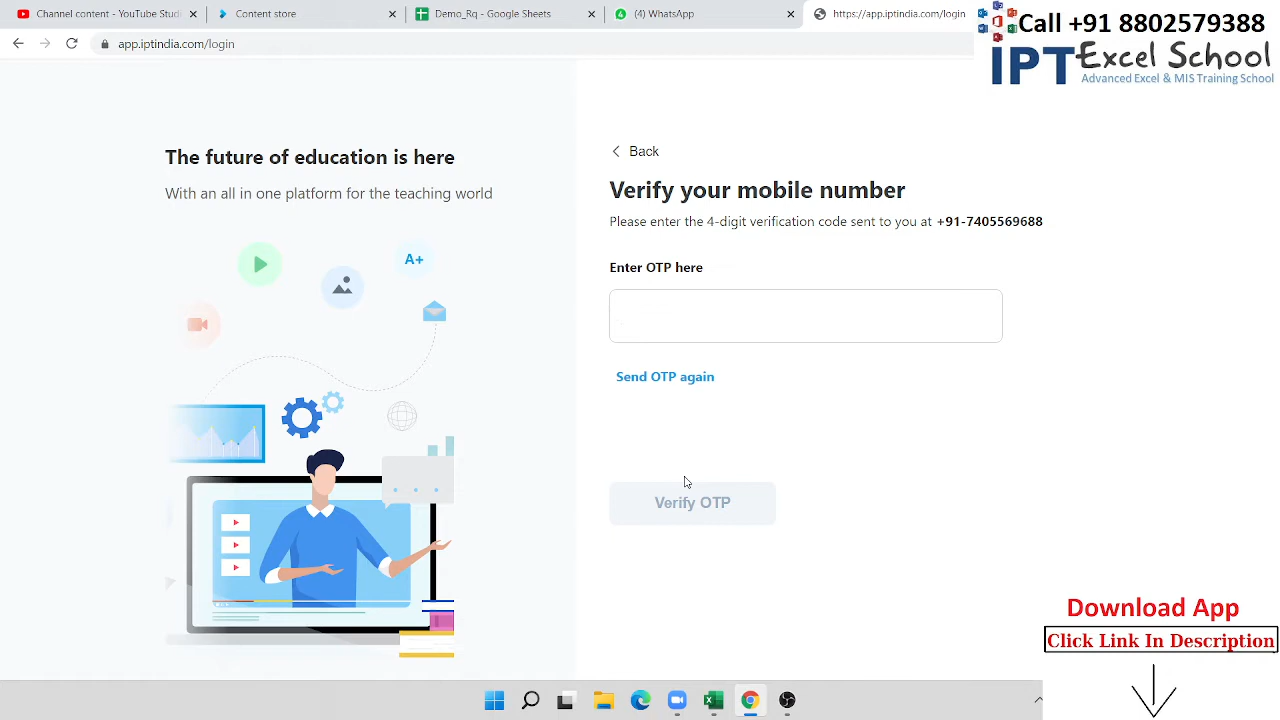 Channel content - YouTube Studi
Content store
Demo_Rq - Google Sheets
(4) WhatsApp
https://app.iptindia.com/login
app.iptindia.com/login
Call +91 8802579388
IPT Excel School
Advanced Excel & MIS Training School
The future of education is here
With an all in one platform for the teaching world
A+
Back
Verify your mobile number
Please enter the 4-digit verification code sent to you at +91-7405569688
Enter OTP here
Send OTP again
Verify OTP
Download App
Click Link In Description